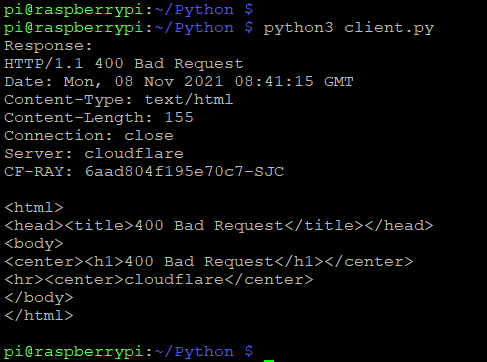 pi@raspberrypi:~/Python $
pi@raspberrypi:~/Python $ python3 client.py
Response:
HTTP/1.1 400 Bad Request
Date: Mon, 08 Nov 2021 08:41:15 GMT
Content-Type: text/html
Content-Length: 155
Connection: close
Server: cloudflare
CF-RAY: 6aad804f195e70c7-SJC
<html>
<head><title>400 Bad Request</title></head>
<body>
<center><h1>400 Bad Request</h1></center>
<hr><center>cloudflare</center>
</body>
</html>
pi@raspberrypi:~/Python $